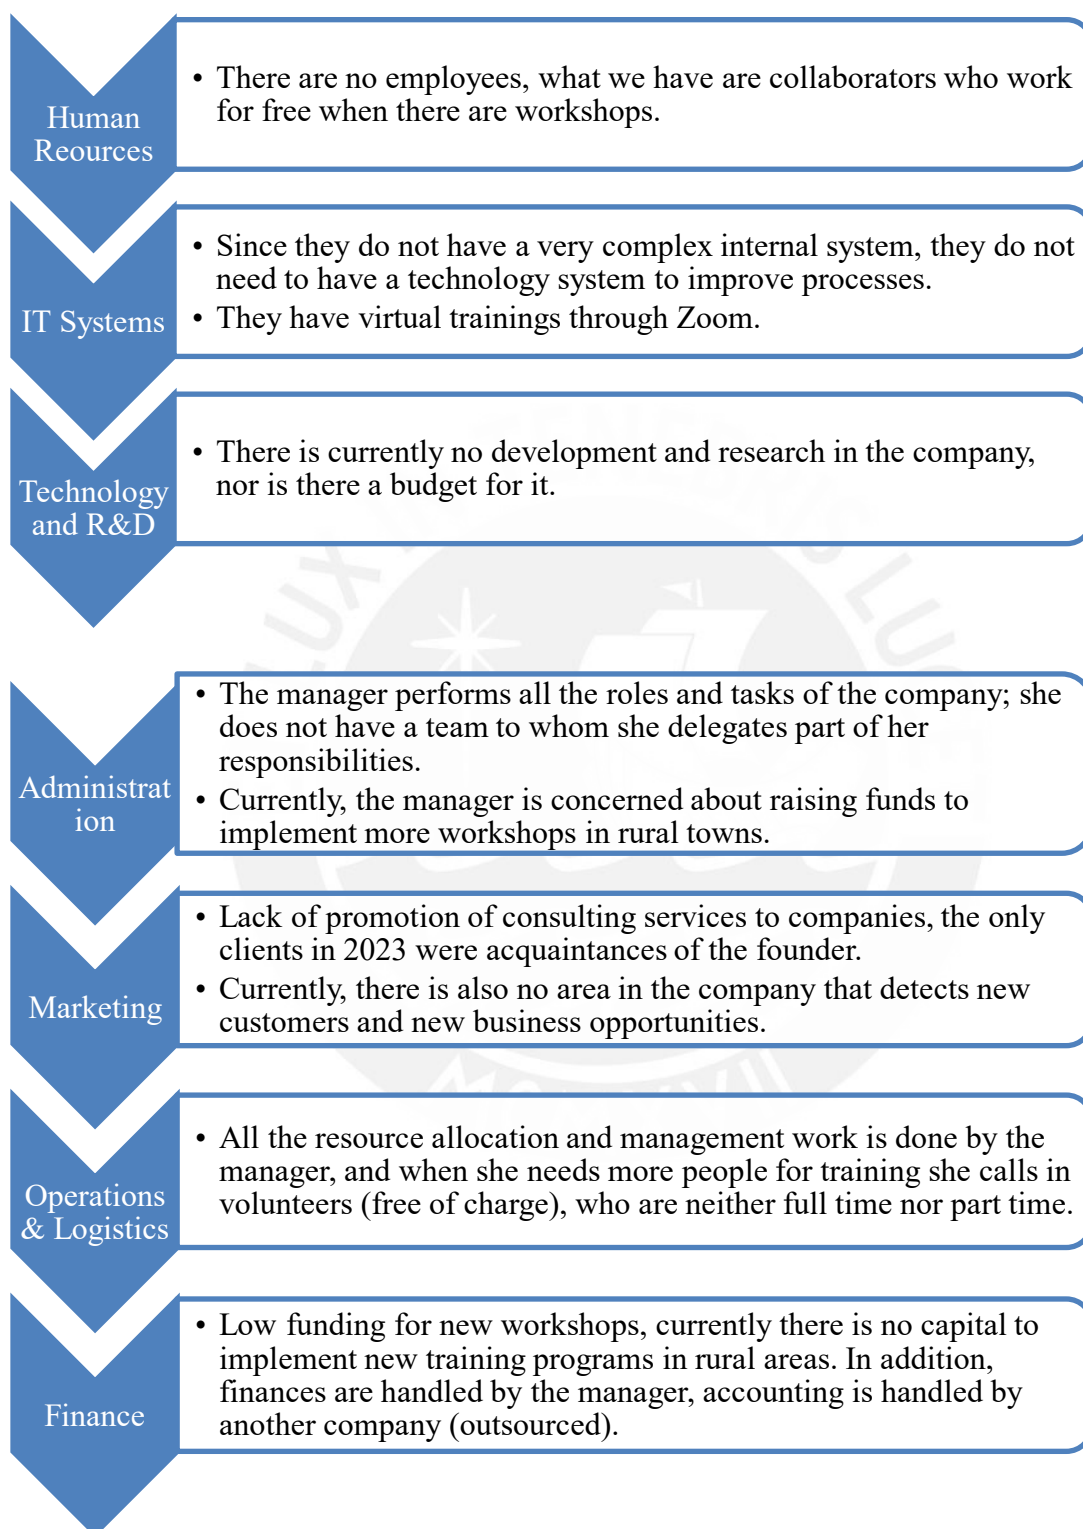 Human
Reources
• There are no employees, what we have are collaborators who work
for free when there are workshops.
IT Systems
• Since they do not have a very complex internal system, they do not
need to have a technology system to improve processes.
• They have virtual trainings through Zoom.
Technology
and R&D
• There is currently no development and research in the company,
nor is there a budget for it.
Administrat
ion
• The manager performs all the roles and tasks of the company; she
does not have a team to whom she delegates part of her
responsibilities.
• Currently, the manager is concerned about raising funds to
implement more workshops in rural towns.
Marketing
• Lack of promotion of consulting services to companies, the only
clients in 2023 were acquaintances of the founder.
• Currently, there is also no area in the company that detects new
customers and new business opportunities.
Operations
& Logistics
• All the resource allocation and management work is done by the
manager, and when she needs more people for training she calls in
volunteers (free of charge), who are neither full time nor part time.
Finance
• Low funding for new workshops, currently there is no capital to
implement new training programs in rural areas. In addition,
finances are handled by the manager, accounting is handled by
another company (outsourced).